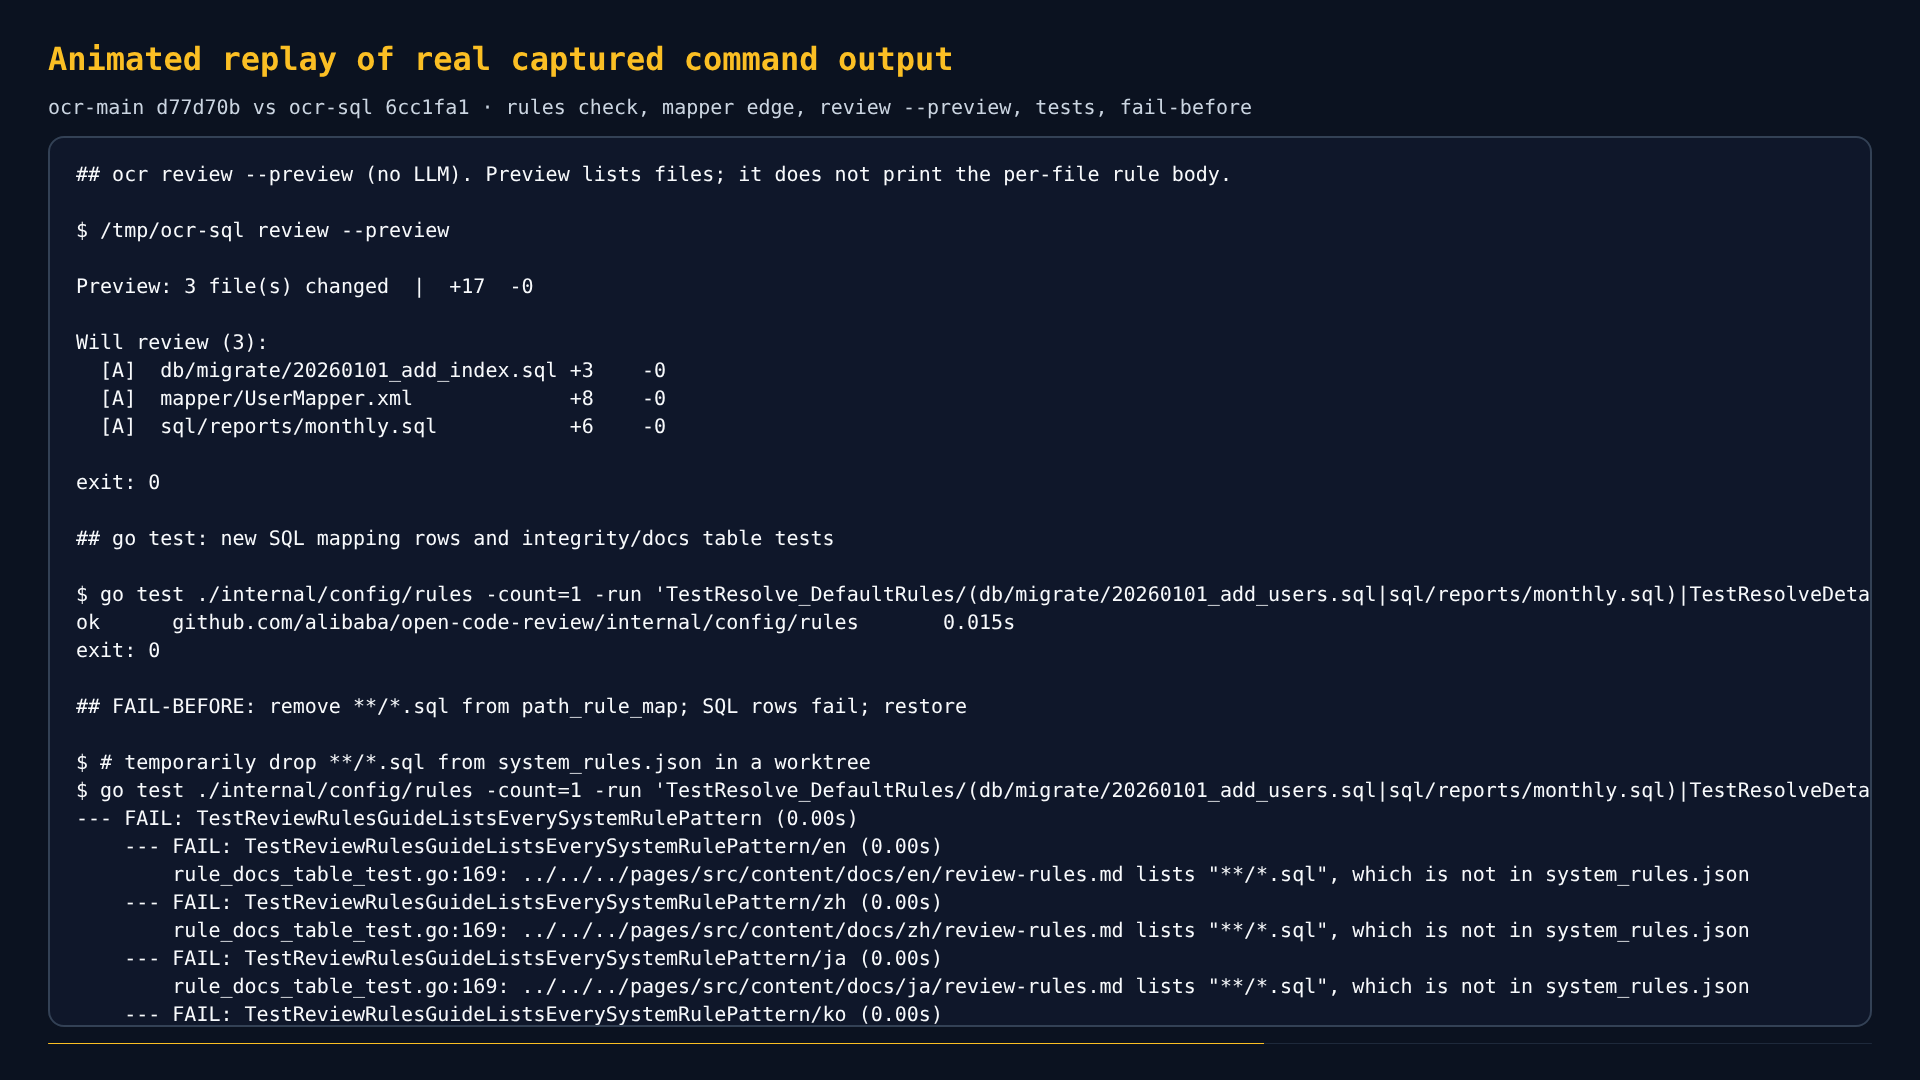 Animated replay of real captured command output
ocr-main d77d70b vs ocr-sql 6cc1fa1 · rules check, mapper edge, review --preview, tests, fail-before
## ocr review --preview (no LLM). Preview lists files; it does not print the per-file rule body.
$ /tmp/ocr-sql review --preview
Preview: 3 file(s) changed  |  +17  -0
Will review (3):
  [A]  db/migrate/20260101_add_index.sql +3    -0
  [A]  mapper/UserMapper.xml             +8    -0
  [A]  sql/reports/monthly.sql           +6    -0
exit: 0
## go test: new SQL mapping rows and integrity/docs table tests
$ go test ./internal/config/rules -count=1 -run 'TestResolve_DefaultRules/(db/migrate/20260101_add_users.sql|sql/reports/monthly.sql)|TestResolveDeta
ok      github.com/alibaba/open-code-review/internal/config/rules       0.015s
exit: 0
## FAIL-BEFORE: remove **/*.sql from path_rule_map; SQL rows fail; restore
$ # temporarily drop **/*.sql from system_rules.json in a worktree
$ go test ./internal/config/rules -count=1 -run 'TestResolve_DefaultRules/(db/migrate/20260101_add_users.sql|sql/reports/monthly.sql)|TestResolveDeta
--- FAIL: TestReviewRulesGuideListsEverySystemRulePattern (0.00s)
    --- FAIL: TestReviewRulesGuideListsEverySystemRulePattern/en (0.00s)
        rule_docs_table_test.go:169: ../../../pages/src/content/docs/en/review-rules.md lists "**/*.sql", which is not in system_rules.json
    --- FAIL: TestReviewRulesGuideListsEverySystemRulePattern/zh (0.00s)
        rule_docs_table_test.go:169: ../../../pages/src/content/docs/zh/review-rules.md lists "**/*.sql", which is not in system_rules.json
    --- FAIL: TestReviewRulesGuideListsEverySystemRulePattern/ja (0.00s)
        rule_docs_table_test.go:169: ../../../pages/src/content/docs/ja/review-rules.md lists "**/*.sql", which is not in system_rules.json
    --- FAIL: TestReviewRulesGuideListsEverySystemRulePattern/ko (0.00s)